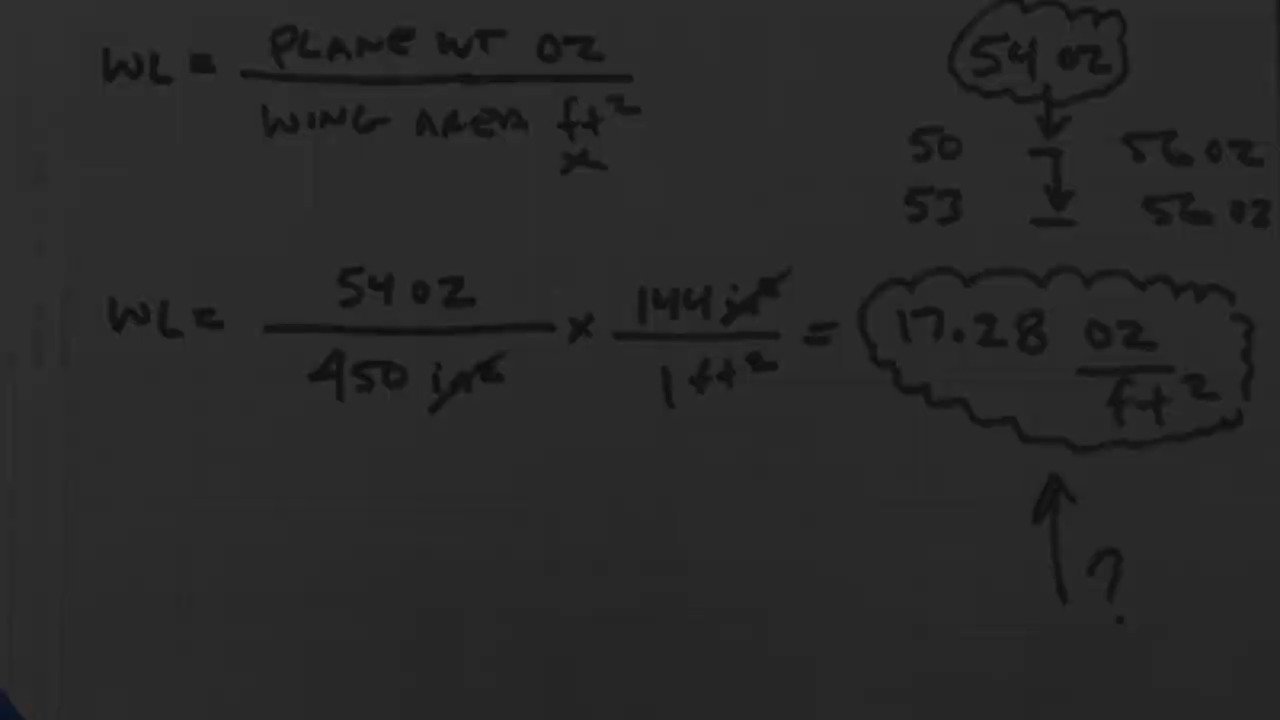 WL = PLANE WT OZ
WING AREA ft²
x
54 OZ
50 56 OZ
53 56 OZ
WL = 54 OZ / 450 in² x 144 in² / 1 ft² = 17.28 OZ / ft²
?